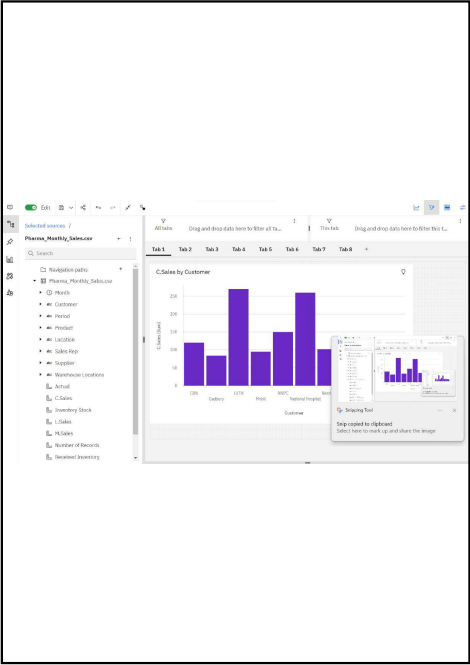 Edit
Selected sources /
Pharma_Monthly_Sales.csv
Search
Navigation paths
Pharma_Monthly_Sales.csv
Month
Customer
Period
Product
Location
Sales Rep
Supplier
Warehouse Locations
Actual
C.Sales
Inventory Stock
L.Sales
M.Sales
Number of Records
Received Inventory
All tabs
Drag and drop data here to filter all ta...
This tab
Drag and drop data here to filter this t...
Tab 1 Tab 2 Tab 3 Tab 4 Tab 5 Tab 6 Tab 7 Tab 8 +
C.Sales by Customer
C.Sales (Sum)
250
200
150
100
50
0
Cadbury
National Hospital
Customer
Snipping Tool
Snip copied to clipboard
Select here to mark up and share the image